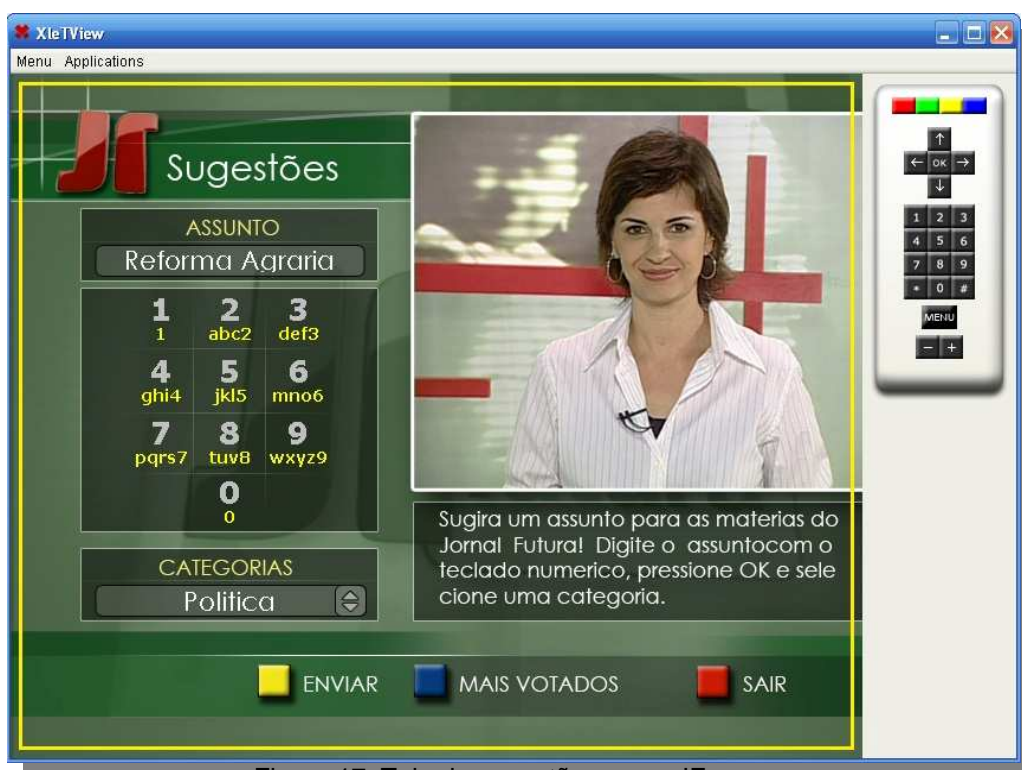 XleTView
Menu Applications
Sugestões
ASSUNTO
Reforma Agraria
1 2 3
1 abc2 def3
4 5 6
ghi4 jkl5 mno6
7 8 9
pqrs7 tuv8 wxyz9
0
0
CATEGORIAS
Politica
Sugira um assunto para as materias do
Jornal Futura! Digite o assuntocom o
teclado numerico, pressione OK e sele
cione uma categoria.
ENVIAR MAIS VOTADOS SAIR
OK
1 2 3
4 5 6
7 8 9
* 0 #
MENU
- +